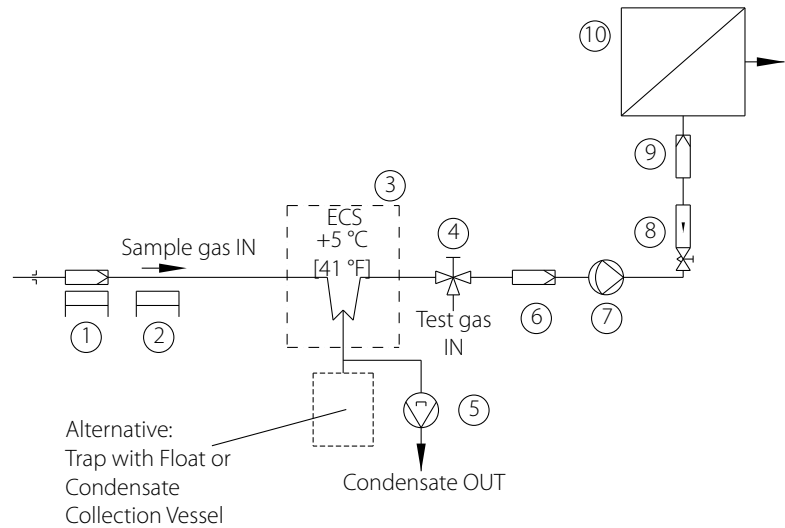 10
9
3
ECS
+5 °C
[41 °F]
4
8
Sample gas IN
Test gas
IN
1
2
6
7
5
Alternative:
Trap with Float or
Condensate
Collection Vessel
Condensate OUT